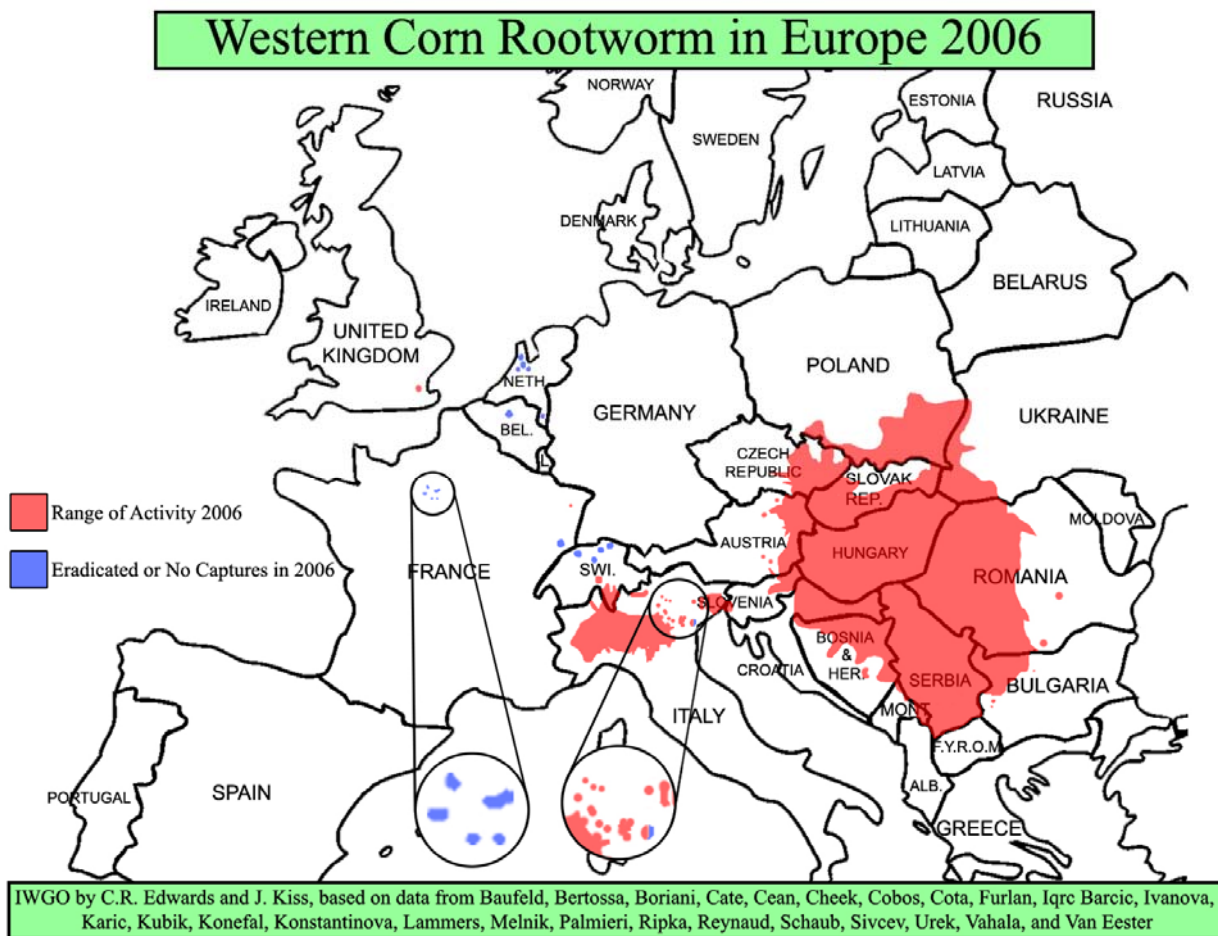 Western Corn Rootworm in Europe 2006
NORWAY
ESTONIA
RUSSIA
SWEDEN
LATVIA
DENMARK
LITHUANIA
BELARUS
IRELAND
UNITED
KINGDOM
POLAND
NETH
GERMANY
UKRAINE
BEL.
CZECH
REPUBLIC
SLOVAK
REP.
L
Range of Activity 2006
MOLDOVA
AUSTRIA
HUNGARY
Eradicated or No Captures in 2006
FRANCE
SWI.
ROMANIA
SLOVENIA
BOSNIA
&
HER.
CROATIA
SERBIA
BULGARIA
MONT
ITALY
F.Y.R.O.M
ALB.
PORTUGAL
SPAIN
GREECE
IWGO by C.R. Edwards and J. Kiss, based on data from Baufeld, Bertossa, Boriani, Cate, Cean, Cheek, Cobos, Cota, Furlan, Iqrc Barcic, Ivanova,
Karic, Kubik, Konefal, Konstantinova, Lammers, Melnik, Palmieri, Ripka, Reynaud, Schaub, Sivcev, Urek, Vahala, and Van Eester